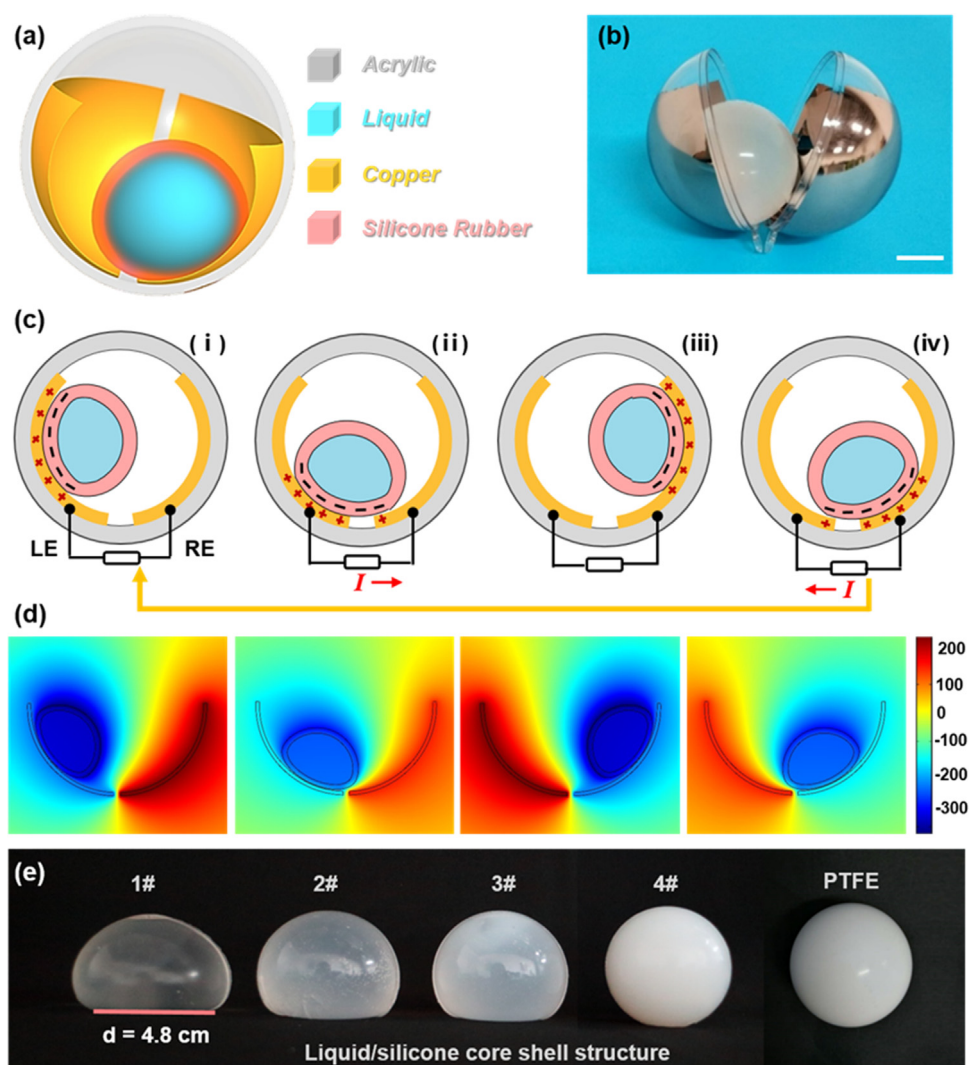 (a)
Acrylic
Liquid
Copper
Silicone Rubber
(b)
(c)
(i)
(ii)
(iii)
(iv)
LE
RE
I
I
(d)
200
100
0
-100
-200
-300
(e)
1#
2#
3#
4#
PTFE
d = 4.8 cm
Liquid/silicone core shell structure